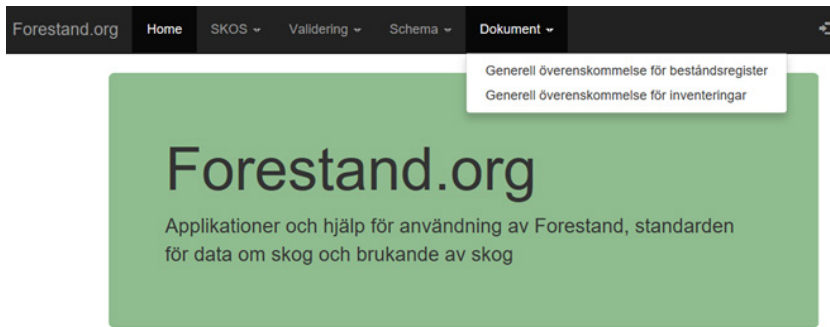 Forestand.org Home SKOS Validering Schema Dokument
Generell överenskommelse för beståndsregister
Generell överenskommelse för inventeringar
Forestand.org
Applikationer och hjälp för användning av Forestand, standarden
för data om skog och brukande av skog